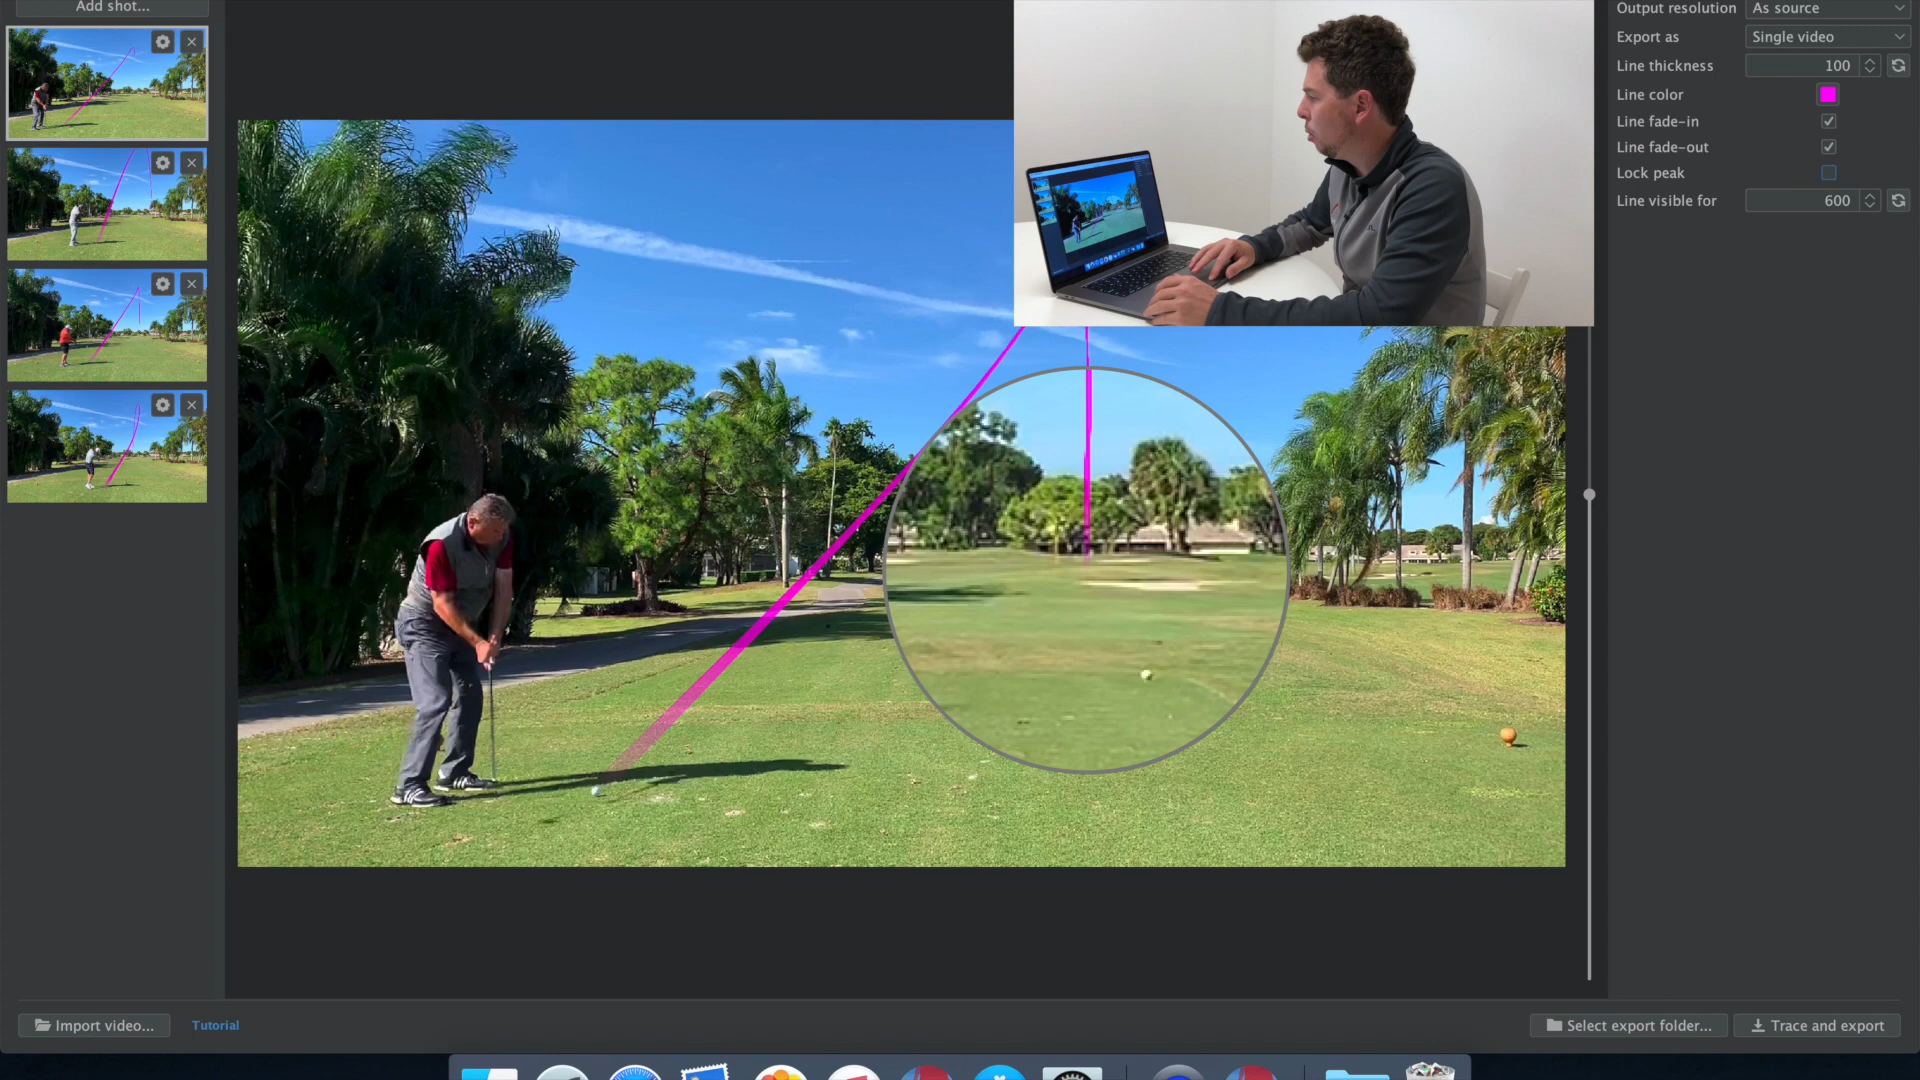 Add shot...
Output resolution As source
Export as Single video
Line thickness 100
Line color
Line fade-in
Line fade-out
Lock peak
Line visible for 600
Import video... Tutorial
Select export folder... Trace and export